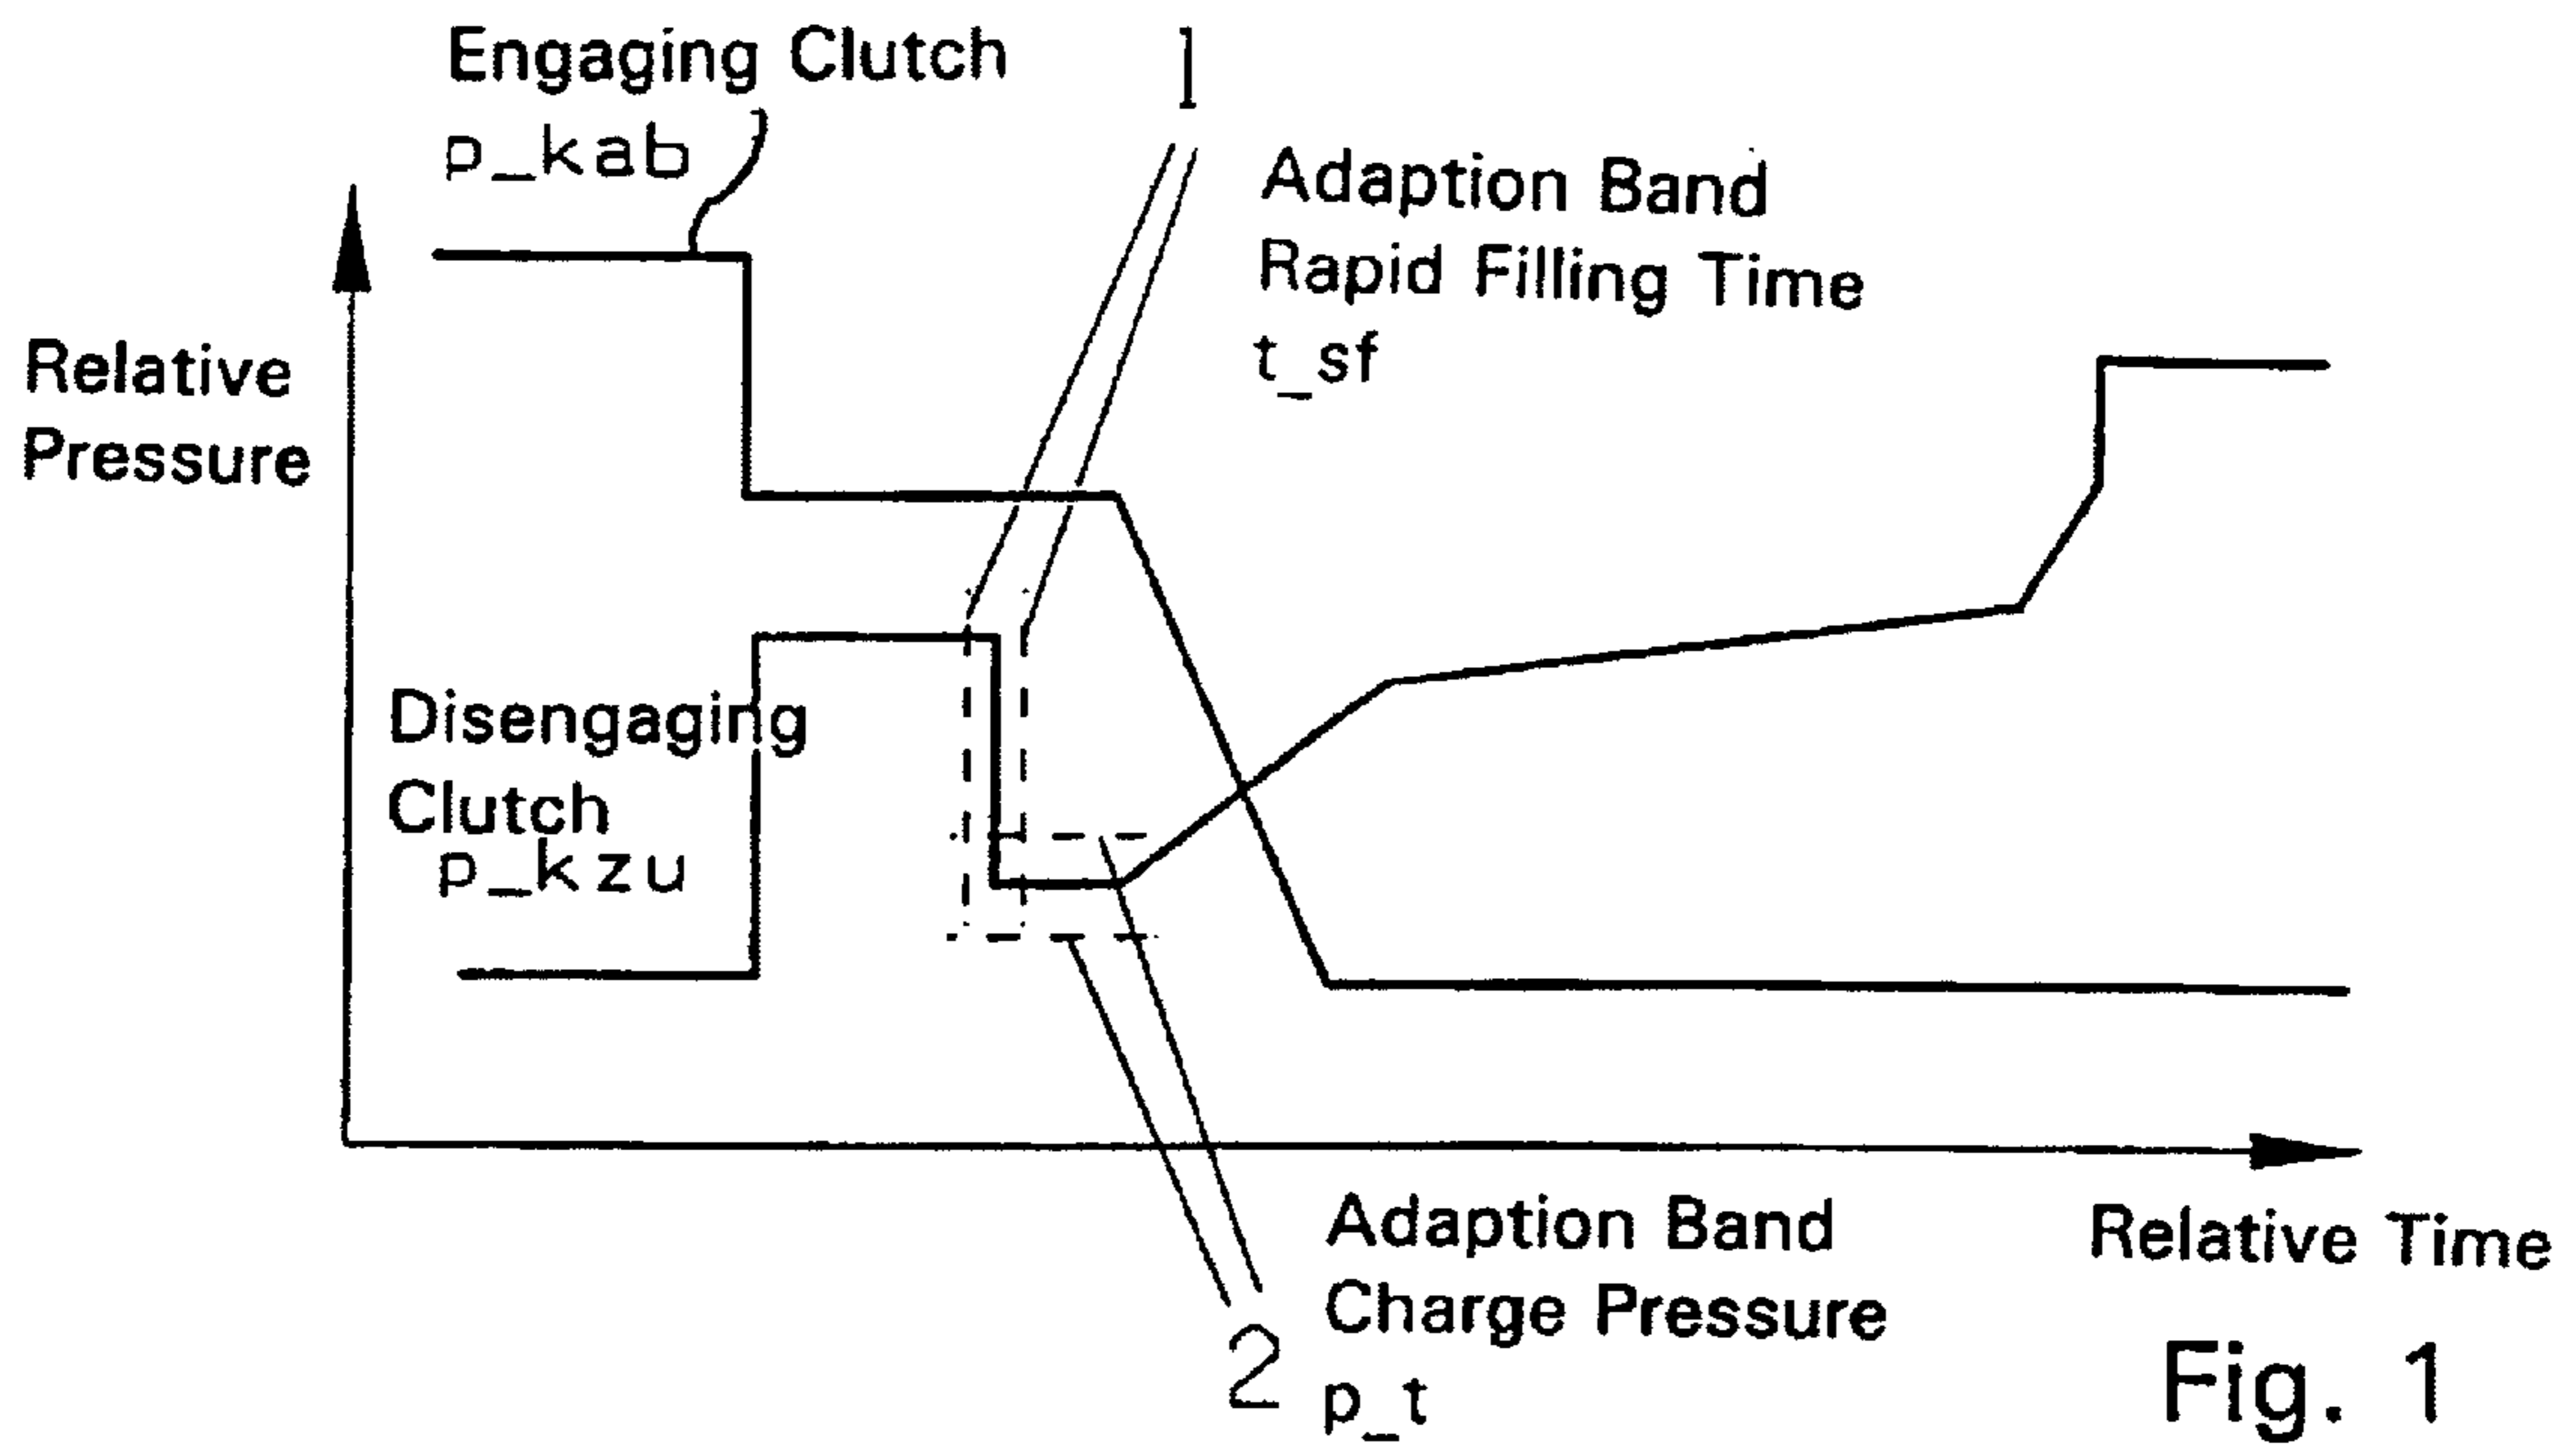 Engaging Clutch
p_kab
1
Adaption Band
Rapid Filling Time
t_sf
Relative
Pressure
Disengaging
Clutch
p_kzu
Adaption Band
Charge Pressure
p_t
2
Relative Time
Fig. 1